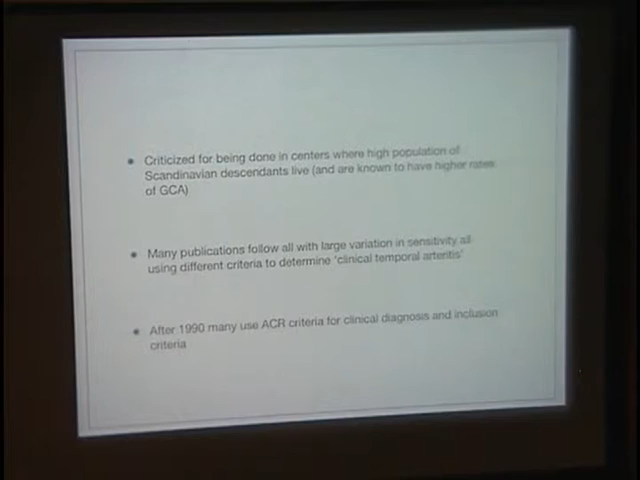 • Criticized for being done in centers where high population of
Scandinavian descendants live (and are known to have higher rates
of GCA)
• Many publications follow all with large variation in sensitivity all
using different criteria to determine 'clinical temporal arteritis'
• After 1990 many use ACR criteria for clinical diagnosis and inclusion
criteria